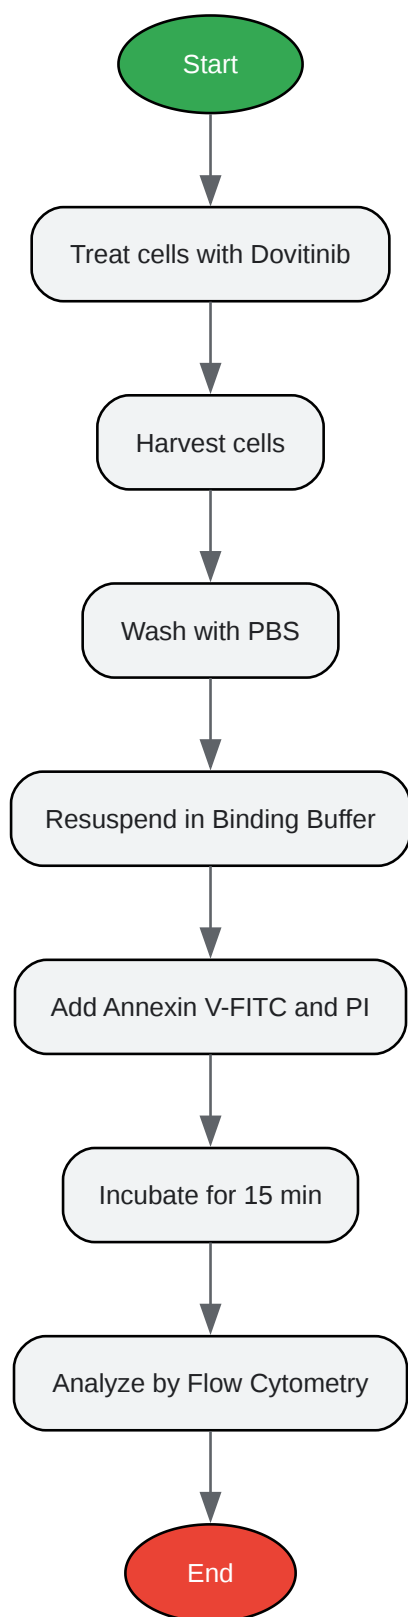 Start
Treat cells with Dovitinib
Harvest cells
Wash with PBS
Resuspend in Binding Buffer
Add Annexin V-FITC and PI
Incubate for 15 min
Analyze by Flow Cytometry
End